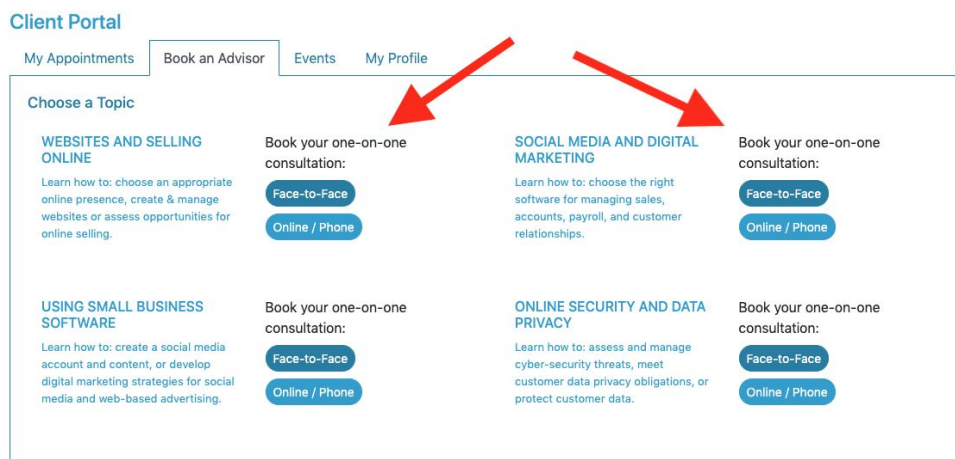 Client Portal
My Appointments
Book an Advisor
Events
My Profile
Choose a Topic
WEBSITES AND SELLING
ONLINE
Learn how to: choose an appropriate
online presence, create & manage
websites or assess opportunities for
online selling.
Book your one-on-one
consultation:
Face-to-Face
Online / Phone
SOCIAL MEDIA AND DIGITAL
MARKETING
Learn how to: choose the right
software for managing sales,
accounts, payroll, and customer
relationships.
Book your one-on-one
consultation:
Face-to-Face
Online / Phone
USING SMALL BUSINESS
SOFTWARE
Learn how to: create a social media
account and content, or develop
digital marketing strategies for social
media and web-based advertising.
Book your one-on-one
consultation:
Face-to-Face
Online / Phone
ONLINE SECURITY AND DATA
PRIVACY
Learn how to: assess and manage
cyber-security threats, meet
customer data privacy obligations, or
protect customer data.
Book your one-on-one
consultation:
Face-to-Face
Online / Phone